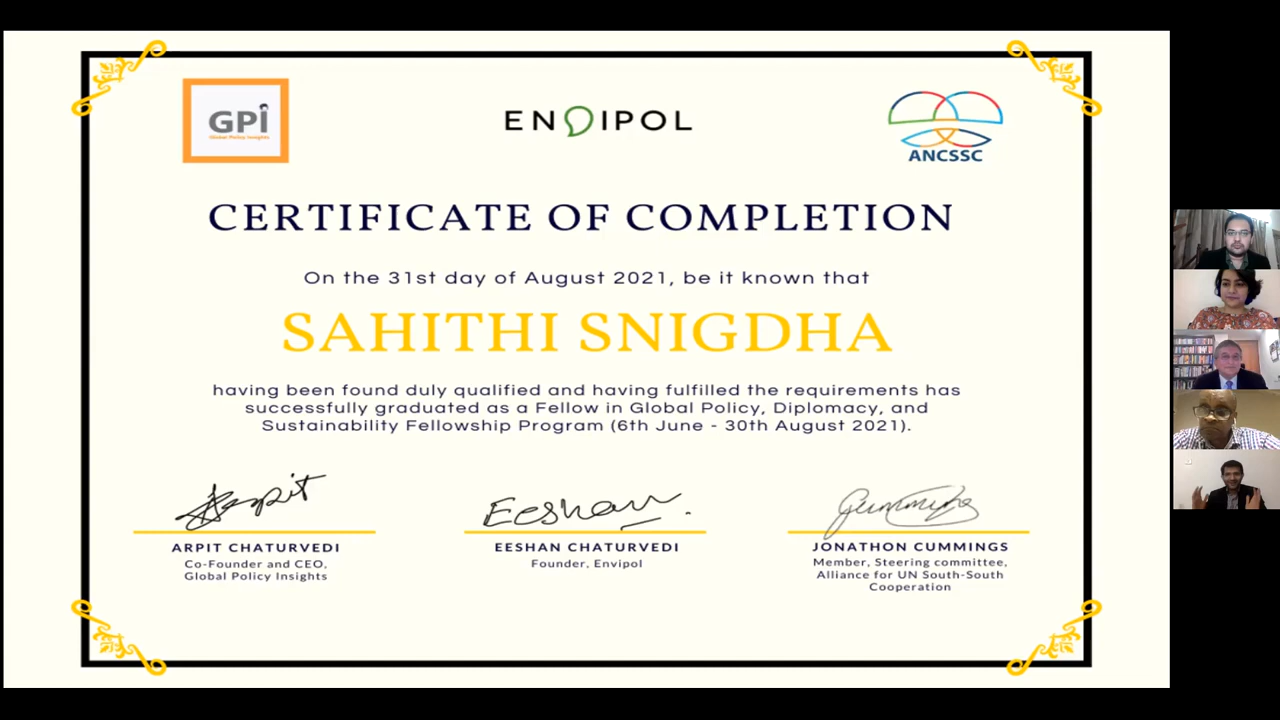 GPi
Global Policy Insights
ENVIPOL
ANCSSC
CERTIFICATE OF COMPLETION
On the 31st day of August 2021, be it known that
SAHITHI SNIGDHA
having been found duly qualified and having fulfilled the requirements has
successfully graduated as a Fellow in Global Policy, Diplomacy, and
Sustainability Fellowship Program (6th June - 30th August 2021).
Arpit
Eeshan
Jcummings
ARPIT CHATURVEDI
Co-Founder and CEO,
Global Policy Insights
EESHAN CHATURVEDI
Founder, Envipol
JONATHON CUMMINGS
Member, Steering committee,
Alliance for UN South-South
Cooperation